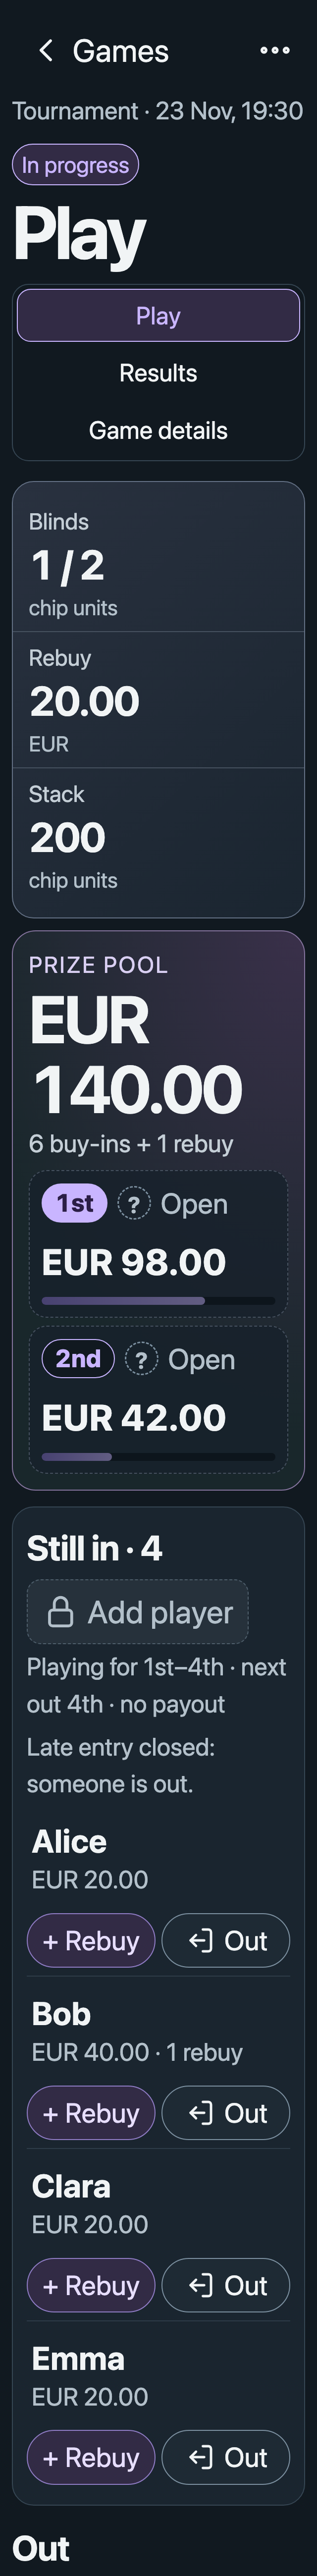 Games
Tournament · 23 Nov, 19:30
In progress
Play
Play
Results
Game details
Blinds
1 / 2
chip units
Rebuy
20.00
EUR
Stack
200
chip units
PRIZE POOL
EUR
140.00
6 buy-ins + 1 rebuy
1st ? Open
EUR 98.00
2nd ? Open
EUR 42.00
Still in · 4
Add player
Playing for 1st–4th · next
out 4th · no payout
Late entry closed:
someone is out.
Alice
EUR 20.00
+ Rebuy Out
Bob
EUR 40.00 · 1 rebuy
+ Rebuy Out
Clara
EUR 20.00
+ Rebuy Out
Emma
EUR 20.00
+ Rebuy Out
Out